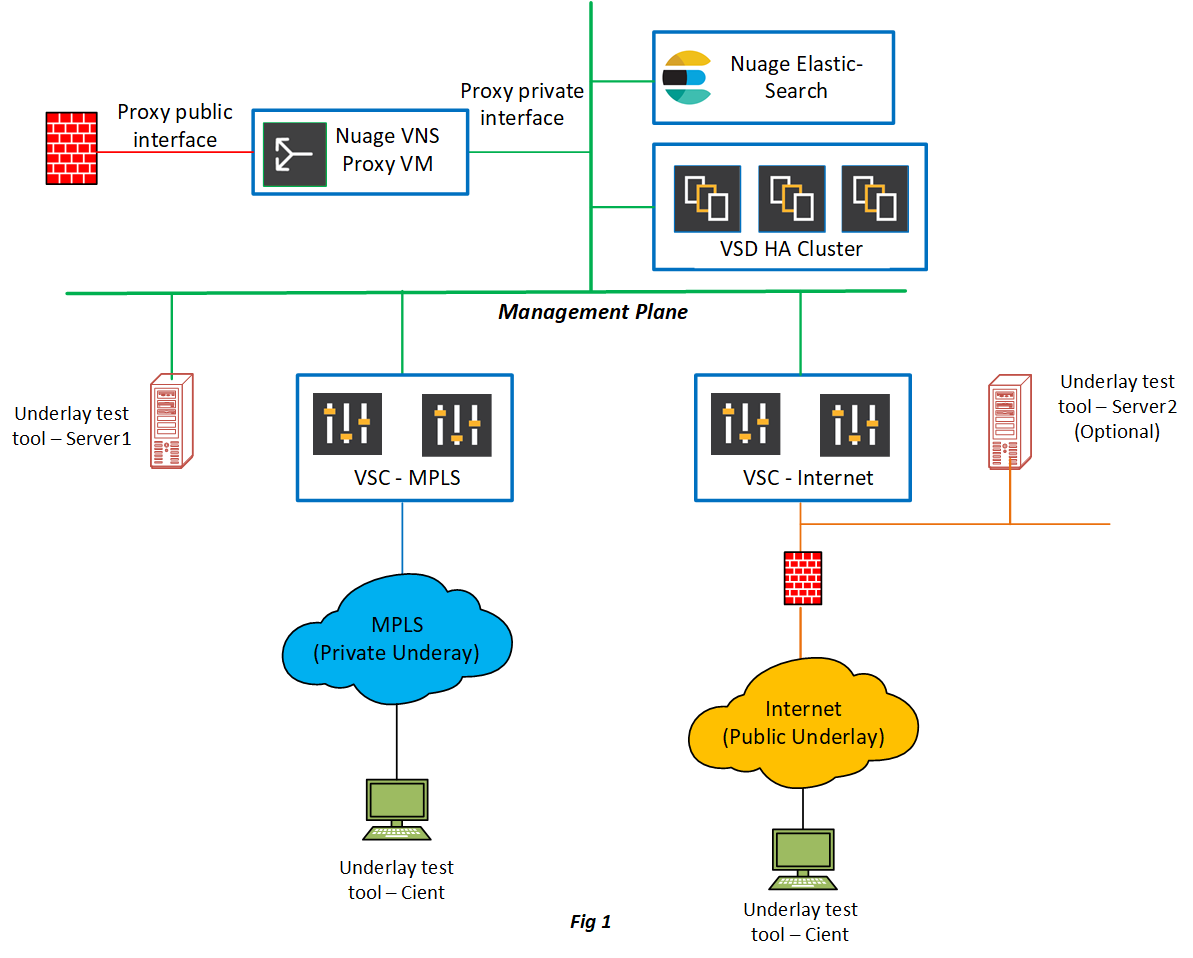 Nuage Elastic-
Search
Proxy public
interface
Nuage VNS
Proxy VM
Proxy private
interface
VSD HA Cluster
Management Plane
Underlay test
tool – Server1
VSC - MPLS
VSC - Internet
Underlay test
tool – Server2
(Optional)
MPLS
(Private Underay)
Internet
(Public Underlay)
Underlay test
tool – Cient
Underlay test
tool – Cient
Fig 1